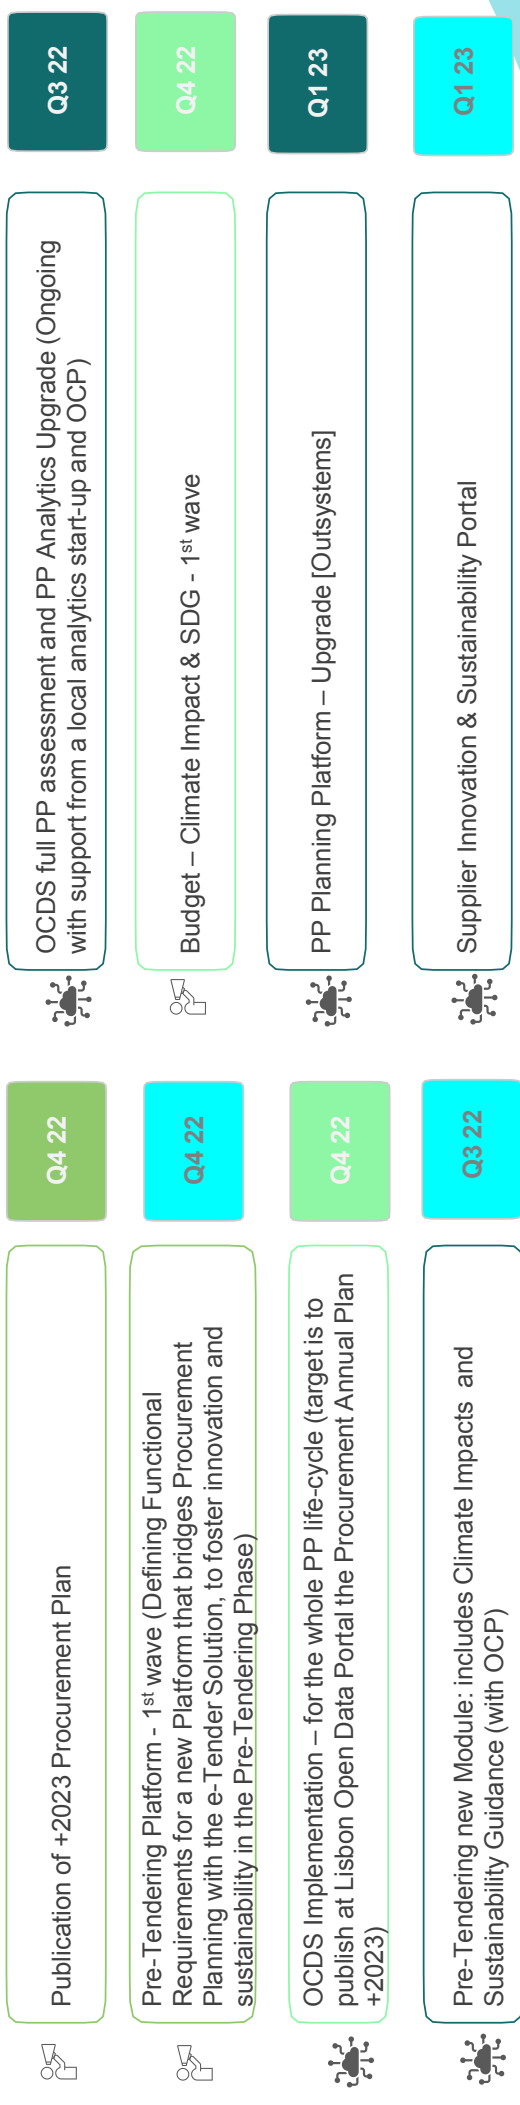 Publication of +2023 Procurement Plan
Q4 22
Pre-Tendering Platform - 1st wave (Defining Functional
Requirements for a new Platform that bridges Procurement
Planning with the e-Tender Solution, to foster innovation and
sustainability in the Pre-Tendering Phase)
Q4 22
OCDS Implementation – for the whole PP life-cycle (target is to
publish at Lisbon Open Data Portal the Procurement Annual Plan
+2023)
Q4 22
Pre-Tendering new Module: includes Climate Impacts and
Sustainability Guidance (with OCP)
Q3 22
OCDS full PP assessment and PP Analytics Upgrade (Ongoing
with support from a local analytics start-up and OCP)
Q3 22
Budget – Climate Impact & SDG - 1st wave
Q4 22
PP Planning Platform – Upgrade [Outsystems]
Q1 23
Supplier Innovation & Sustainability Portal
Q1 23